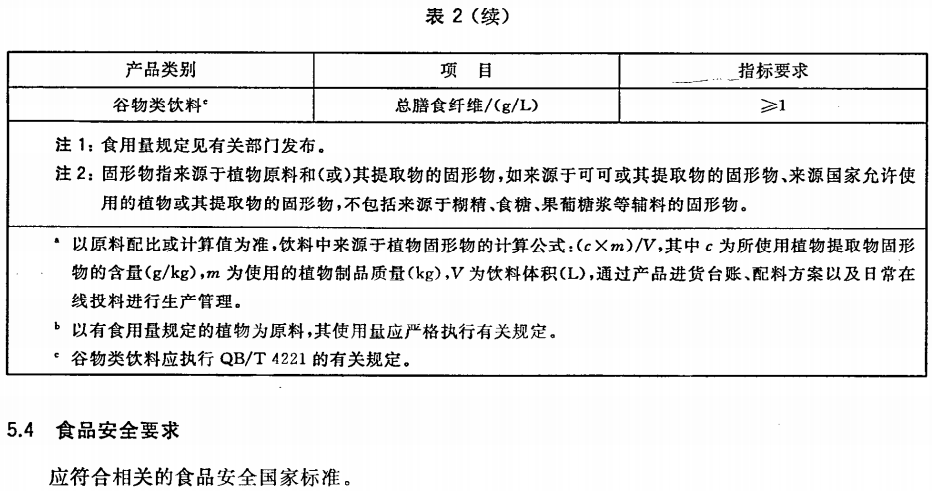 表 2（续）
产品类别 项 目 指标要求
谷物类饮料ᶜ 总膳食纤维/(g/L) ≥1
注 1：食用量规定见有关部门发布。
注 2：固形物指来源于植物原料和(或)其提取物的固形物，如来源于可可或其提取物的固形物、来源国家允许使
用的植物或其提取物的固形物，不包括来源于糊精、食糖、果葡糖浆等辅料的固形物。
ᵃ 以原料配比或计算值为准，饮料中来源于植物固形物的计算公式：(c×m)/V，其中 c 为所使用植物提取物固形
物的含量(g/kg)，m 为使用的植物制品质量(kg)，V 为饮料体积(L)，通过产品进货台账、配料方案以及日常在
线投料进行生产管理。
ᵇ 以有食用量规定的植物为原料，其使用量应严格执行有关规定。
ᶜ 谷物类饮料应执行 QB/T 4221 的有关规定。
5.4 食品安全要求
应符合相关的食品安全国家标准。